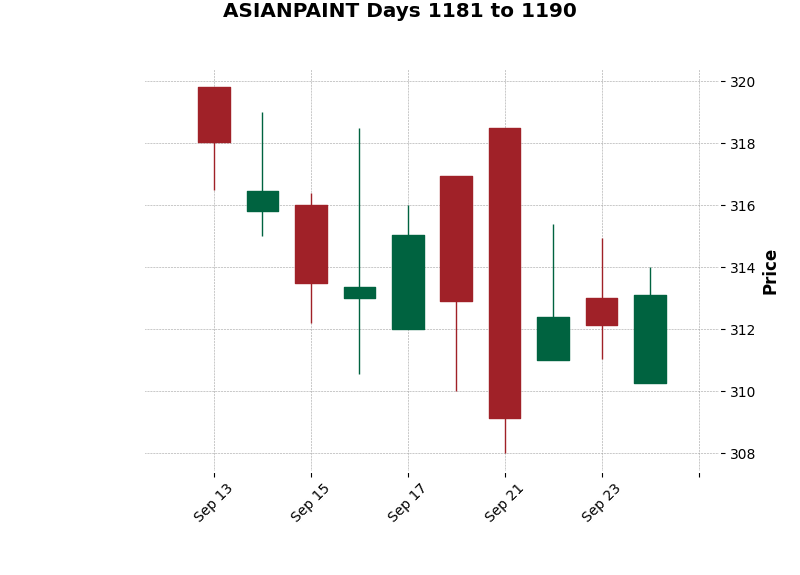 ASIANPAINT Days 1181 to 1190
320
318
316
314
312
310
308
Price
Sep 13
Sep 15
Sep 17
Sep 21
Sep 23